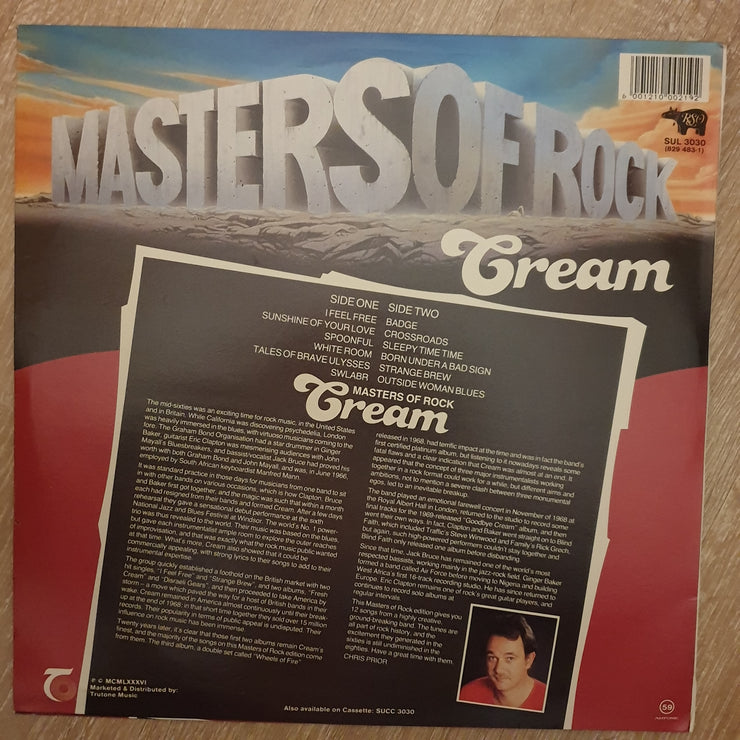 MASTERS OF ROCK
6 001210 002192
RSO
SUL 3030
(829 483-1)
Cream
SIDE ONE
I FEEL FREE
SUNSHINE OF YOUR LOVE
SPOONFUL
WHITE ROOM
TALES OF BRAVE ULYSSES
SWLABR
SIDE TWO
BADGE
CROSSROADS
SLEEPY TIME TIME
BORN UNDER A BAD SIGN
STRANGE BREW
OUTSIDE WOMAN BLUES
MASTERS OF ROCK
Cream
The mid-sixties was an exciting time for rock music, in the United States
and in Britain. While California was discovering psychedelia, London
was heavily immersed in the blues, with virtuoso musicians coming to the
fore. The Graham Bond Organisation had a star drummer in Ginger
Baker, guitarist Eric Clapton was mesmerising audiences with John
Mayall's Bluesbreakers, and bassist/vocalist Jack Bruce had proved his
worth with both Graham Bond and John Mayall, and was, in June 1966,
employed by South African keyboardist Manfred Mann.
It was standard practice in those days for musicians from one band to sit
in with other bands on various occasions, which is how Clapton, Bruce
and Baker first got together, and the magic was such that within a month
each had resigned from their bands and formed Cream. After a few days
rehearsal they gave a sensational debut performance at the sixth
National Jazz and Blues Festival at Windsor. The world's No. 1 power-
trio was thus revealed to the world. Their music was based on the blues,
but gave each instrumentalist ample room to explore the outer reaches
of improvisation, and that was exactly what the rock music public wanted
at that time. What's more, Cream also showed that it could be
commercially appealing, with strong lyrics to their songs to add to their
instrumental expertise.
The group quickly established a foothold on the British market with two
hit singles, "I Feel Free" and "Strange Brew", and two albums, "Fresh
Cream" and "Disraeli Gears", and then proceeded to take America by
storm – a move which paved the way for a host of British bands in their
wake. Cream remained in America almost continuously until their break-
up at the end of 1968; in that short time together they sold over 15 million
records. Their popularity in terms of public appeal is undisputed. Their
influence on rock music has been immense.
Twenty years later, it's clear that those first two albums remain Cream's
finest, and the majority of the songs on this Masters of Rock edition come
from them. The third album, a double set called "Wheels of Fire"
released in 1968, had terrific impact at the time and was in fact the band's
first certified platinum album, but listening to it nowadays reveals some
fatal flaws and a clear indication that Cream was almost at an end. It
appears that the concept of three major instrumentalists working
together in a rock format could work for a while, but different aims and
ambitions, not to mention a severe clash between three monumental
egos, led to an inevitable breakup.
The band played an emotional farewell concert in November of 1968 at
the Royal Albert Hall in London, returned to the studio to record some
final tracks for the 1969-released "Goodbye Cream" album, and then
went their own ways. In fact, Clapton and Baker went straight on to Blind
Faith, which included Traffic's Steve Winwood and Family's Rick Grech,
but again, such high-powered performers couldn't stay together, and
Blind Faith only released one album before disbanding.
Since that time, Jack Bruce has remained one of the world's most
respected bassists, working mainly in the jazz-rock field. Ginger Baker
formed a band called Air Force before moving to Nigeria and building
West Africa's first 16-track recording studio. He has since returned to
Europe. Eric Clapton remains one of rock's great guitar players, and
continues to record solo albums at
regular intervals.
This Masters of Rock edition gives you
12 songs from a highly creative,
ground-breaking band. The tunes are
all part of rock history, and the
excitement they generated in the
sixties is still undiminished in the
eighties. Have a great time with them.
CHRIS PRIOR
℗ © MCMLXXXVI
Marketed & Distributed by:
Trutone Music
Also available on Cassette: SUCC 3030
59